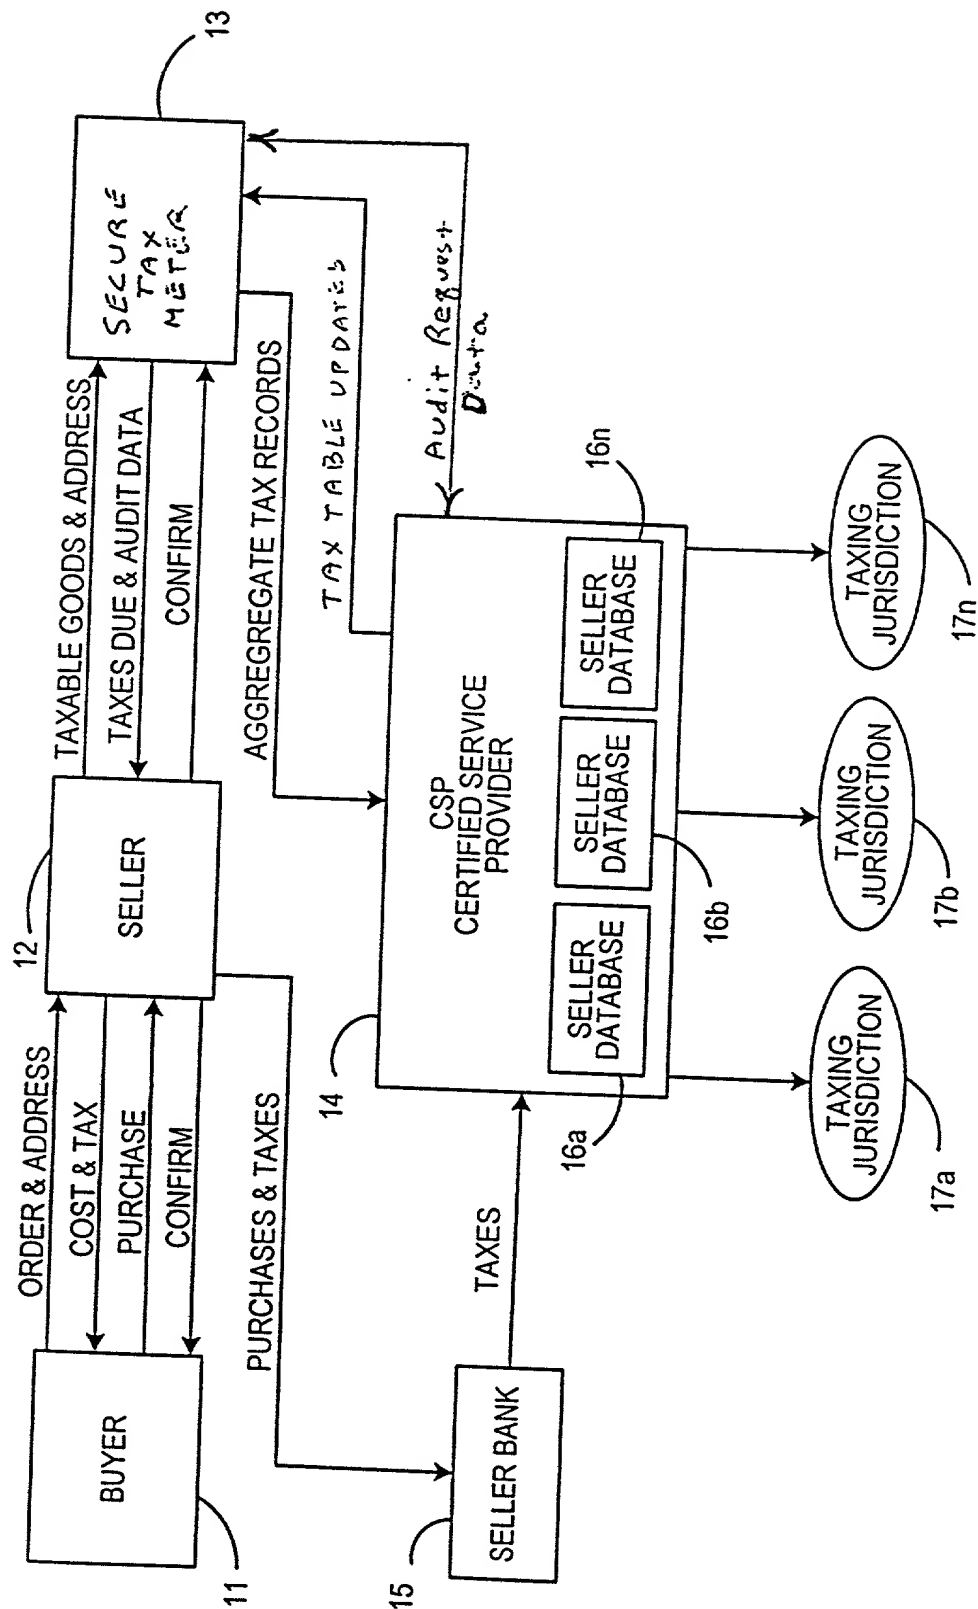 BUYER
11
ORDER & ADDRESS
COST & TAX
PURCHASE
CONFIRM
12
SELLER
TAXABLE GOODS & ADDRESS
TAXES DUE & AUDIT DATA
CONFIRM
SECURE
TAX
METER
13
PURCHASES & TAXES
AGGREGRATE TAX RECORDS
TAX TABLE UPDATES
Audit Request
Data
15
SELLER BANK
TAXES
14
CSP
CERTIFIED SERVICE
PROVIDER
SELLER
DATABASE
16a
SELLER
DATABASE
16b
SELLER
DATABASE
16n
TAXING
JURISDICTION
17a
TAXING
JURISDICTION
17b
TAXING
JURISDICTION
17n